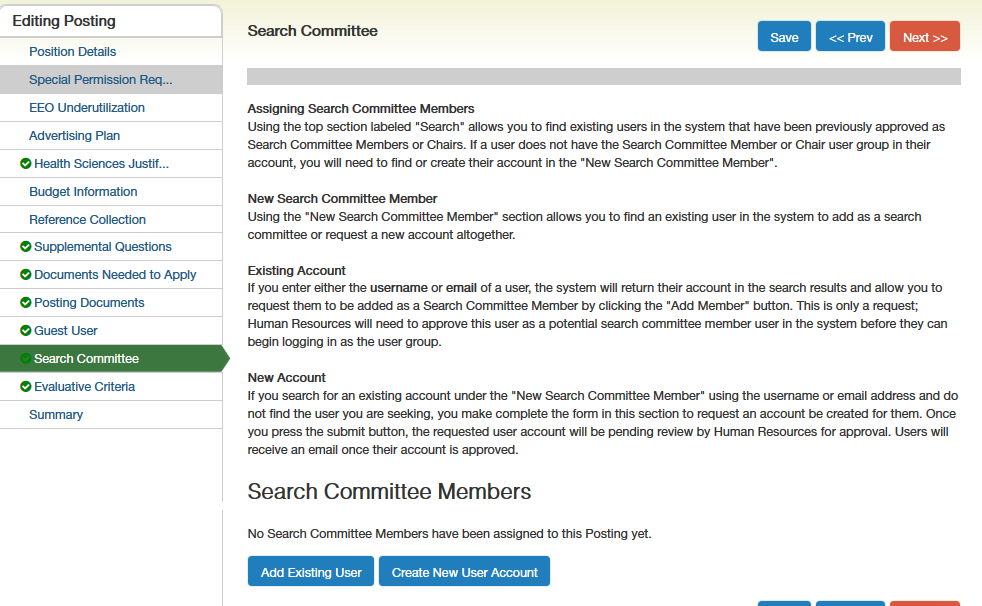 Editing Posting
Position Details
Special Permission Req...
EEO Underutilization
Advertising Plan
Health Sciences Justif...
Budget Information
Reference Collection
Supplemental Questions
Documents Needed to Apply
Posting Documents
Guest User
Search Committee
Evaluative Criteria
Summary
Search Committee
Save
<< Prev
Next >>
Assigning Search Committee Members
Using the top section labeled "Search" allows you to find existing users in the system that have been previously approved as
Search Committee Members or Chairs. If a user does not have the Search Committee Member or Chair user group in their
account, you will need to find or create their account in the "New Search Committee Member".
New Search Committee Member
Using the "New Search Committee Member" section allows you to find an existing user in the system to add as a search
committee or request a new account altogether.
Existing Account
If you enter either the username or email of a user, the system will return their account in the search results and allow you to
request them to be added as a Search Committee Member by clicking the "Add Member" button. This is only a request;
Human Resources will need to approve this user as a potential search committee member user in the system before they can
begin logging in as the user group.
New Account
If you search for an existing account under the "New Search Committee Member" using the username or email address and do
not find the user you are seeking, you make complete the form in this section to request an account be created for them. Once
you press the submit button, the requested user account will be pending review by Human Resources for approval. Users will
receive an email once their account is approved.
Search Committee Members
No Search Committee Members have been assigned to this Posting yet.
Add Existing User
Create New User Account